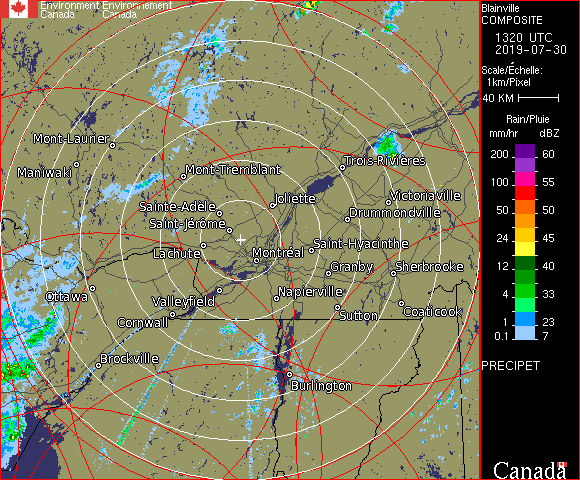 Environment Environnement
Canada Canada
Blainville
COMPOSITE
1320 UTC
2019-07-30
Scale/Échelle:
1km/Pixel
40 KM
Rain/Pluie
mm/hr dBZ
200 60
100 55
50 50
24 45
12 40
4 33
1 23
0.1 7
PRECIPET
Mont-Laurier
Maniwaki
Mont-Tremblant
Trois-Rivières
Sainte-Adèle
Joliette
Victoriaville
Drummondville
Saint-Jérôme
Lachute
Montréal
Saint-Hyacinthe
Granby
Sherbrooke
Ottawa
Valleyfield
Napierville
Cornwall
Sutton
Coaticook
Brockville
Burlington
Canada